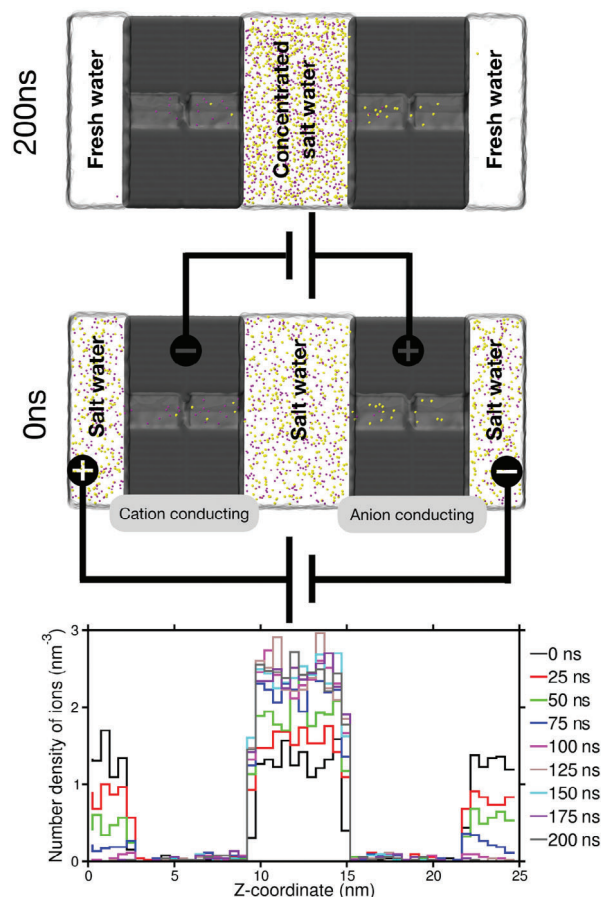 200ns
Fresh water
Concentrated
salt water
Fresh water
−
+
0ns
Salt water
Salt water
Salt water
+
−
Cation conducting
Anion conducting
Number density of ions (nm⁻³)
3
2
1
0
0
5
10
15
20
25
Z-coordinate (nm)
0 ns
25 ns
50 ns
75 ns
100 ns
125 ns
150 ns
175 ns
200 ns